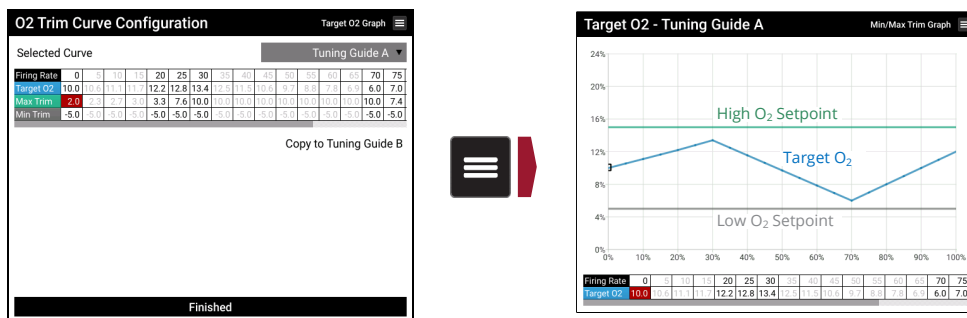 O2 Trim Curve Configuration Target O2 Graph
Selected Curve Tuning Guide A
Firing Rate 0 5 10 15 20 25 30 35 40 45 50 55 60 65 70 75
Target O2 10.0 10.6 11.1 11.7 12.2 12.8 13.4 12.5 11.5 10.6 9.7 8.8 7.8 6.9 6.0 7.0
Max Trim 2.0 2.3 2.7 3.0 3.3 7.6 10.0 10.0 10.0 10.0 10.0 10.0 10.0 10.0 10.0 7.4
Min Trim -5.0 -5.0 -5.0 -5.0 -5.0 -5.0 -5.0 -5.0 -5.0 -5.0 -5.0 -5.0 -5.0 -5.0 -5.0 -5.0
Copy to Tuning Guide B
Finished
Target O2 - Tuning Guide A Min/Max Trim Graph
24%
20%
16%
12%
8%
4%
0%
High O₂ Setpoint
Target O₂
Low O₂ Setpoint
0% 10% 20% 30% 40% 50% 60% 70% 80% 90% 100%
Firing Rate 0 5 10 15 20 25 30 35 40 45 50 55 60 65 70 75
Target O2 10.0 10.6 11.1 11.7 12.2 12.8 13.4 12.5 11.5 10.6 9.7 8.8 7.8 6.9 6.0 7.0